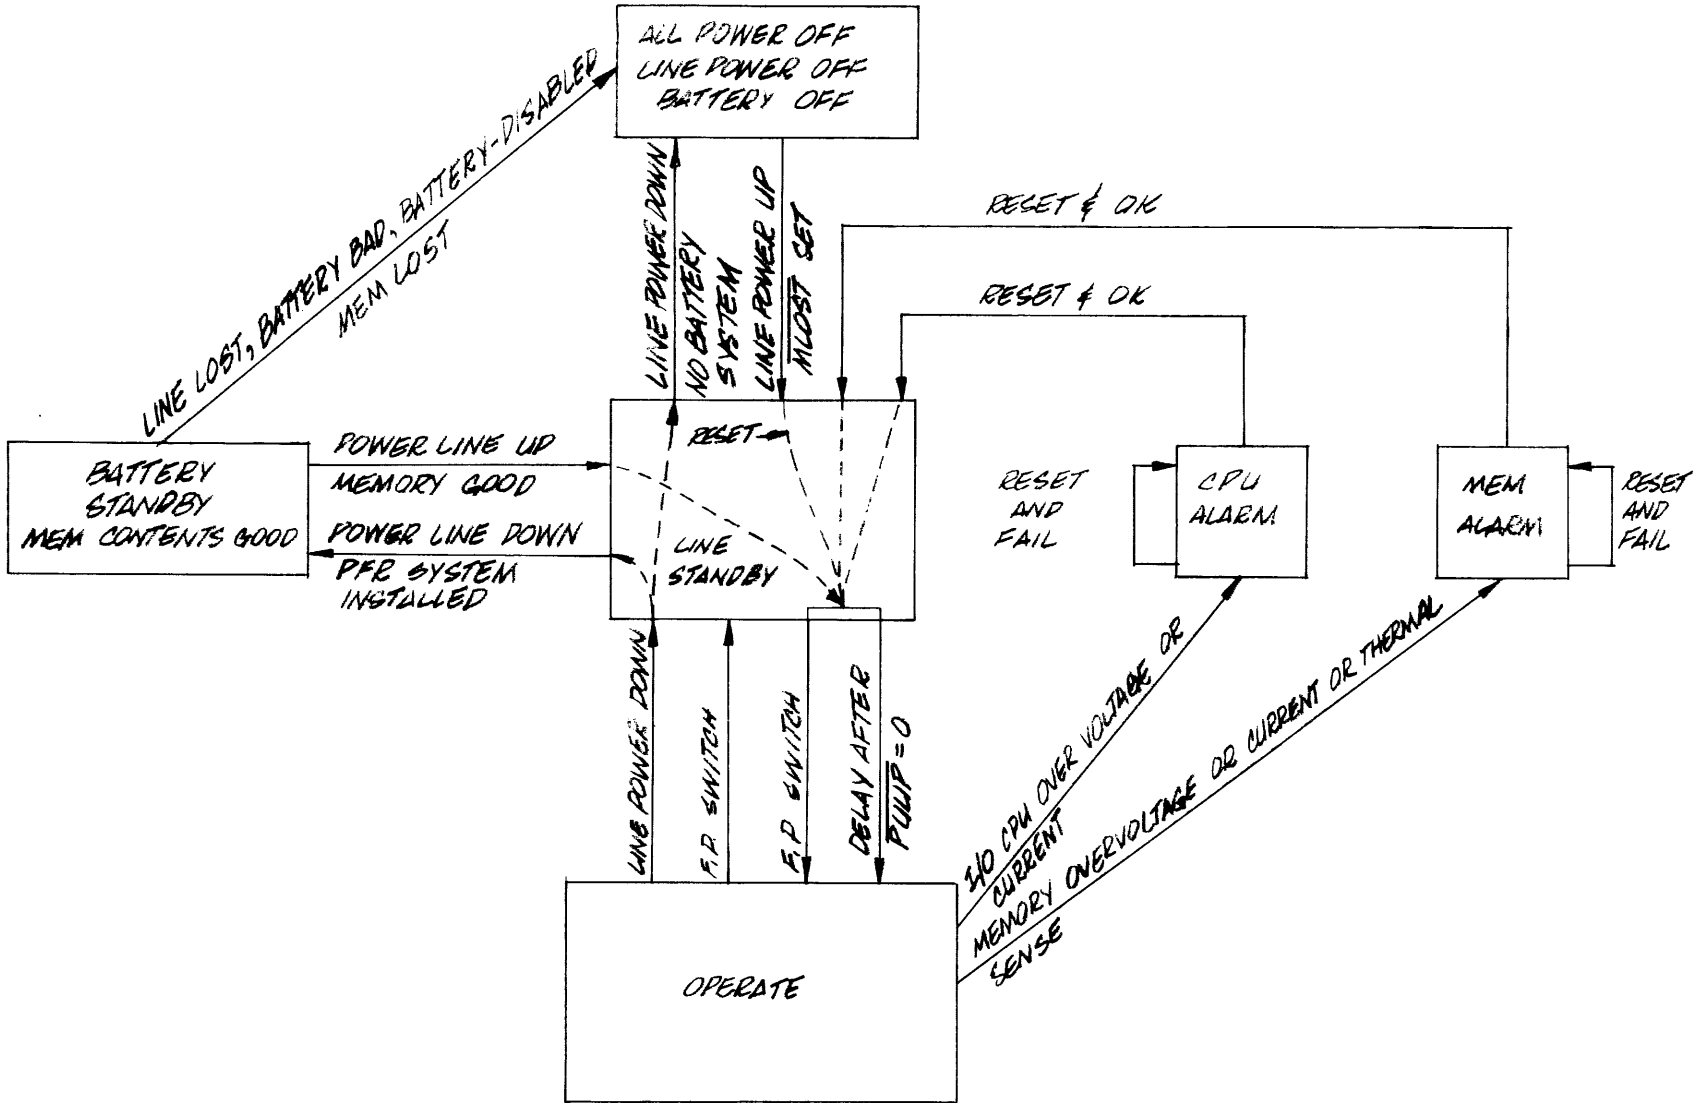 ALL POWER OFF
LINE POWER OFF
BATTERY OFF
LINE LOST, BATTERY BAD, BATTERY-DISABLED
MEM LOST
LINE POWER DOWN
NO BATTERY
SYSTEM
LINE POWER UP
MLOST SET
RESET & OK
RESET & OK
BATTERY
STANDBY
MEM CONTENTS GOOD
POWER LINE UP
MEMORY GOOD
POWER LINE DOWN
PFR SYSTEM
INSTALLED
RESET
LINE
STANDBY
RESET
AND
FAIL
CPU
ALARM
MEM
ALARM
RESET
AND
FAIL
LINE POWER DOWN
F.P. SWITCH
F.P SWITCH
DELAY AFTER
PUUP=0
I/O CPU OVER VOLTAGE OR
CURRENT
MEMORY OVERVOLTAGE OR CURRENT OR THERMAL
SENSE
OPERATE